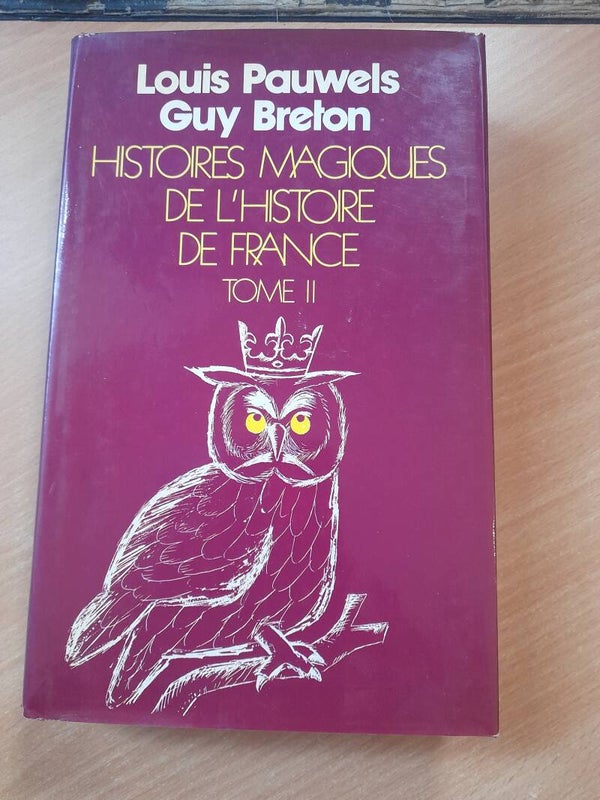 Louis Pauwels
Guy Breton
HISTOIRES MAGIQUES
DE L'HISTOIRE
DE FRANCE
TOME II